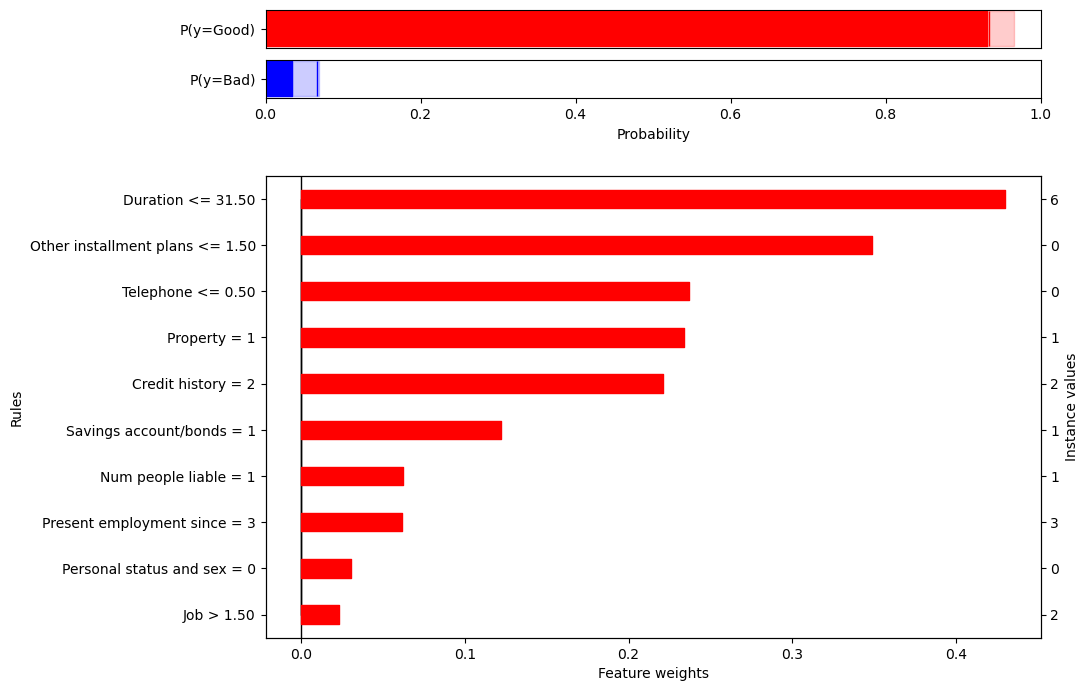 P(y=Good)
P(y=Bad)
0.0 0.2 0.4 0.6 0.8 1.0
Probability
Rules
Duration <= 31.50 6
Other installment plans <= 1.50 0
Telephone <= 0.50 0
Property = 1 1
Credit history = 2 2
Savings account/bonds = 1 1
Num people liable = 1 1
Present employment since = 3 3
Personal status and sex = 0 0
Job > 1.50 2
Instance values
0.0 0.1 0.2 0.3 0.4
Feature weights